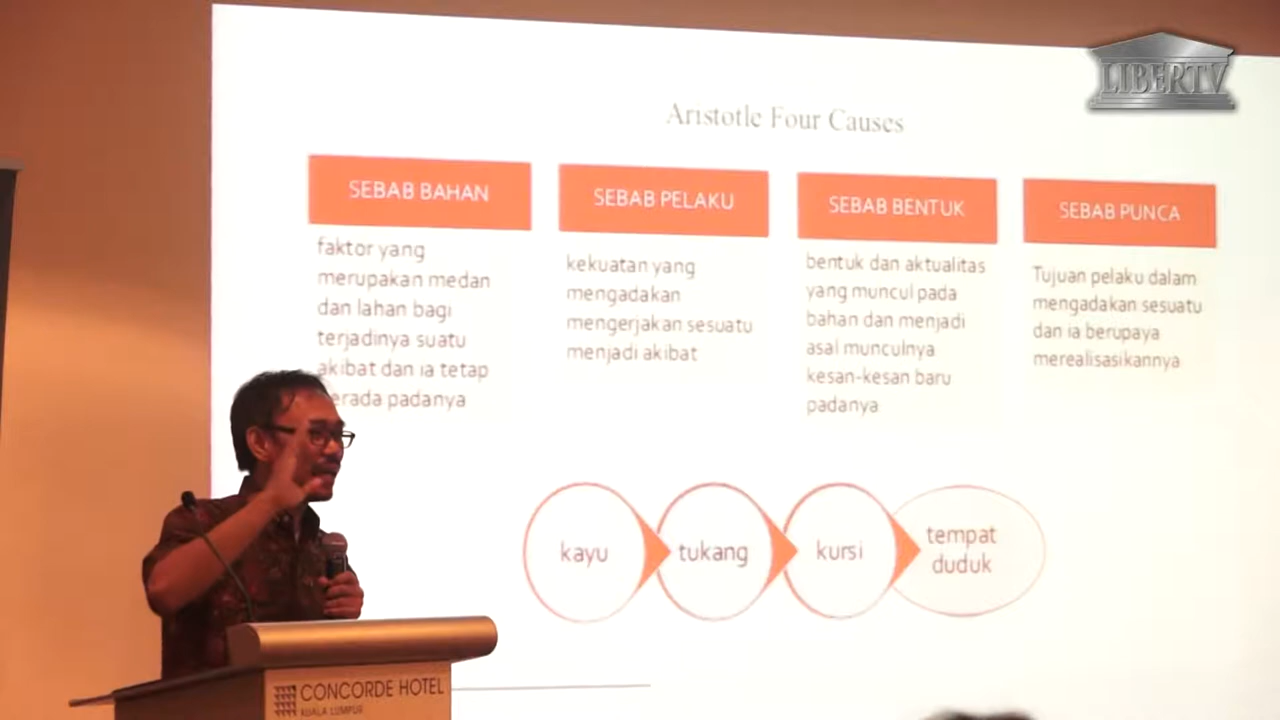 LIBERTV
Aristotle Four Causes
SEBAB BAHAN
faktor yang
merupakan medan
dan lahan bagi
terjadinya suatu
akibat dan ia tetap
berada padanya
SEBAB PELAKU
kekuatan yang
mengadakan
mengerjakan sesuatu
menjadi akibat
SEBAB BENTUK
bentuk dan aktualitas
yang muncul pada
bahan dan menjadi
asal munculnya
kesan-kesan baru
padanya
SEBAB PUNCA
Tujuan pelaku dalam
mengadakan sesuatu
dan ia berupaya
merealisasikannya
kayu
tukang
kursi
tempat
duduk
CONCORDE HOTEL
KUALA LUMPUR